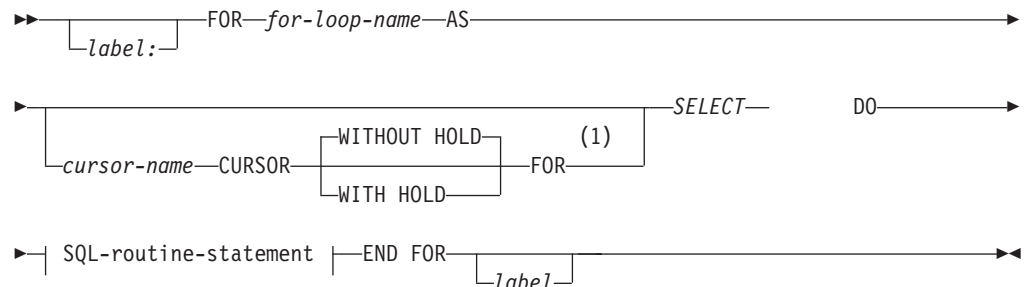 FOR for-loop-name AS
label:
SELECT DO
WITHOUT HOLD (1)
cursor-name CURSOR FOR
WITH HOLD
SQL-routine-statement END FOR
label